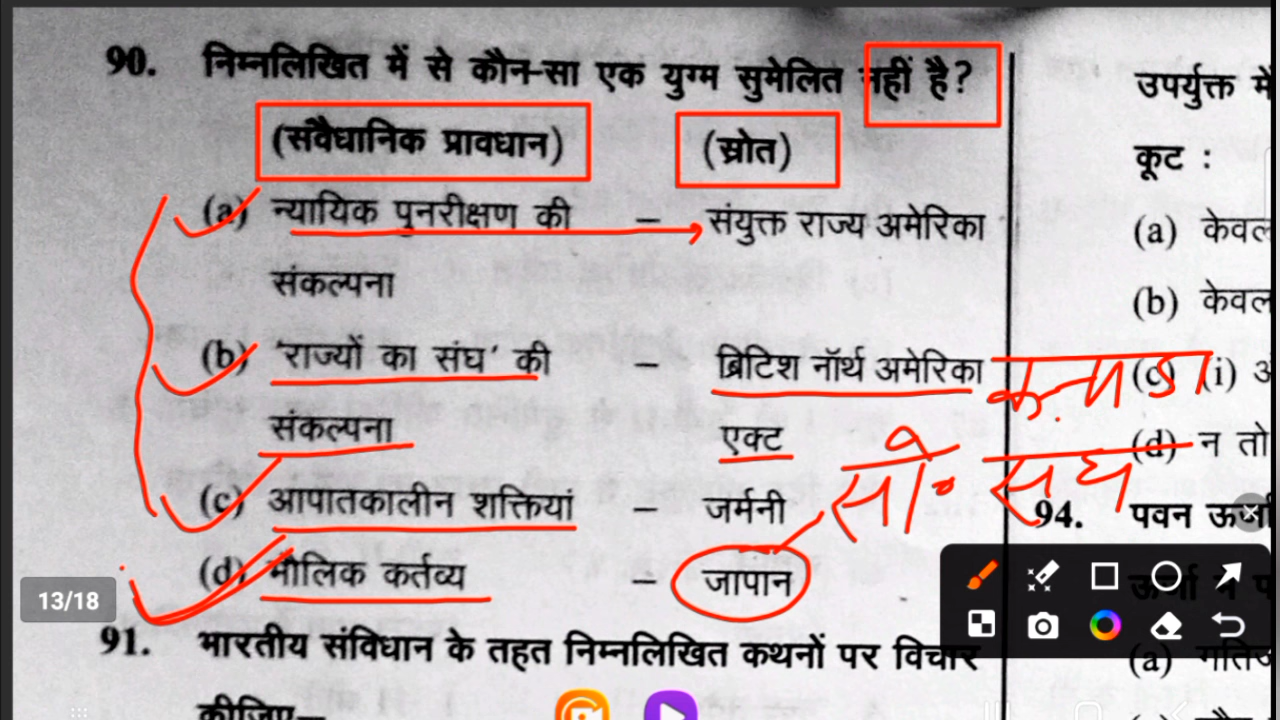 90. निम्नलिखित में से कौन-सा एक युग्म सुमेलित नहीं है?
(संवैधानिक प्रावधान) (स्रोत)
(a) न्यायिक पुनरीक्षण की – संयुक्त राज्य अमेरिका
संकल्पना
(b) 'राज्यों का संघ' की – ब्रिटिश नॉर्थ अमेरिका
संकल्पना एक्ट
(c) आपातकालीन शक्तियां – जर्मनी
(d) मौलिक कर्तव्य – जापान
91. भारतीय संविधान के तहत निम्नलिखित कथनों पर विचार
कीजिए–
कनाडा
सो० संघ
13/18
उपर्युक्त में
कूट :
(a) केवल
(b) केवल
(c) (i)
(d) न तो
94. पवन ऊर्जा
(a)